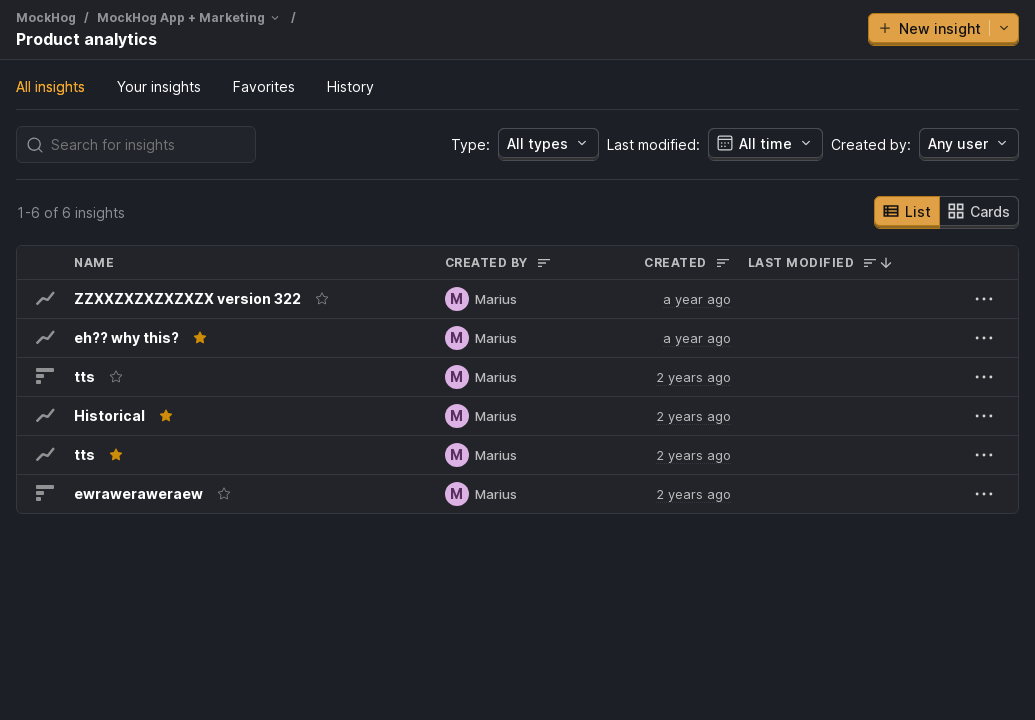 MockHog / MockHog App + Marketing /
Product analytics
New insight
All insights Your insights Favorites History
Search for insights Type: All types Last modified: All time Created by: Any user
1-6 of 6 insights List Cards
NAME CREATED BY CREATED LAST MODIFIED
ZZXXZXZXZXZXZX version 322 M Marius a year ago
eh?? why this? M Marius a year ago
tts M Marius 2 years ago
Historical M Marius 2 years ago
tts M Marius 2 years ago
ewraweraweraew M Marius 2 years ago